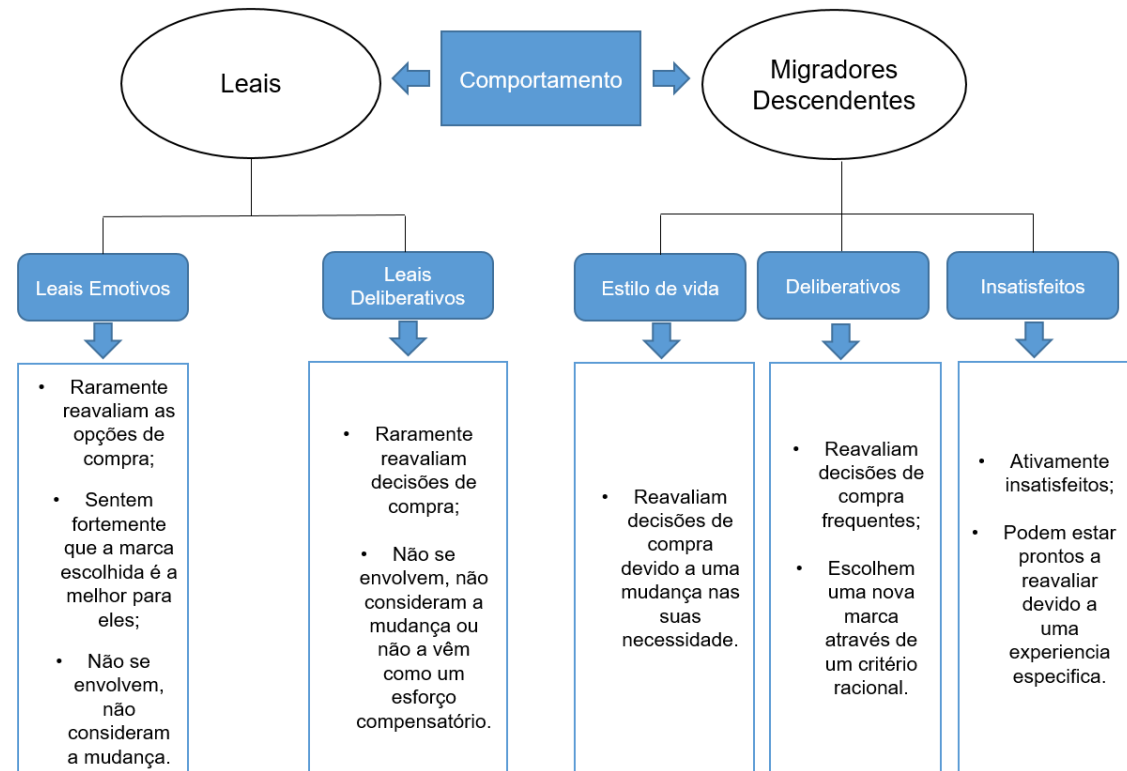 Leais
Comportamento
Migradores
Descendentes
Leais Emotivos
Leais
Deliberativos
Estilo de vida
Deliberativos
Insatisfeitos
• Raramente
reavaliam as
opções de
compra;
• Sentem
fortemente
que a marca
escolhida é a
melhor para
eles;
• Não se
envolvem,
não
consideram
a mudança.
• Raramente
reavaliam
decisões de
compra;
• Não se
envolvem, não
consideram a
mudança ou
não a vêm
como um
esforço
compensatório.
• Reavaliam
decisões de
compra
devido a uma
mudança nas
suas
necessidade.
• Reavaliam
decisões de
compra
frequentes;
• Escolhem
uma nova
marca
através de
um critério
racional.
• Ativamente
insatisfeitos;
• Podem estar
prontos a
reavaliar
devido a
uma
experiencia
especifica.